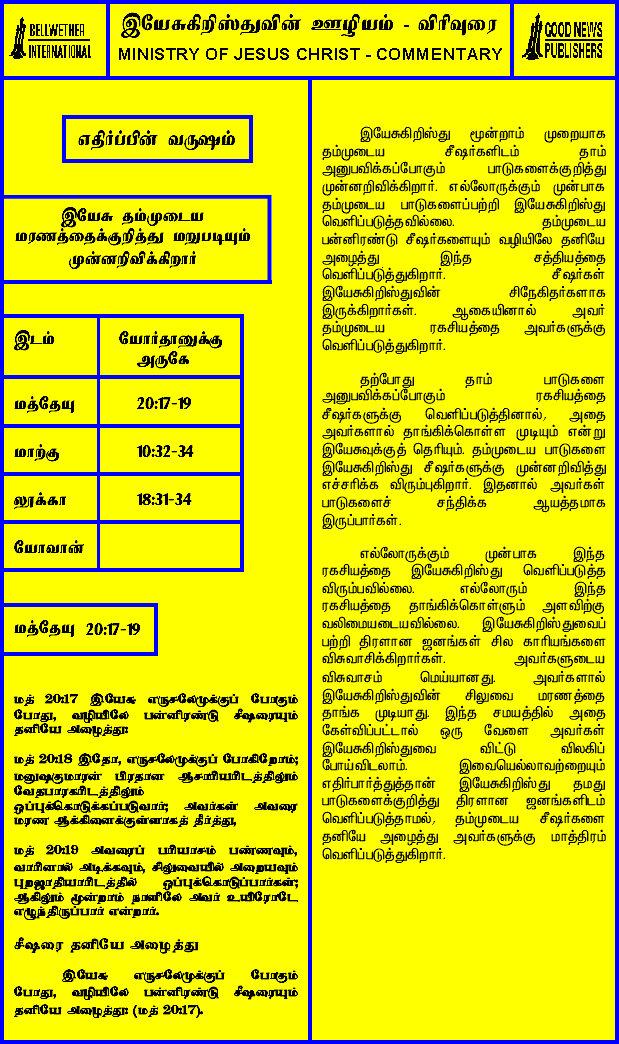 BELLWETHER
INTERNATIONAL
இயேசுகிறிஸ்துவின் ஊழியம் - விரிவுரை
MINISTRY OF JESUS CHRIST - COMMENTARY
GOOD NEWS
PUBLISHERS
எதிர்ப்பின் வருஷம்
இயேசு தம்முடைய
மரணத்தைக்குறித்து மறுபடியும்
முன்னறிவிக்கிறார்
இடம் யோர்தானுக்கு
அருகே
மத்தேயு 20:17-19
மாற்கு 10:32-34
லூக்கா 18:31-34
யோவான்
மத்தேயு 20:17-19
மத் 20:17 இயேசு எருசலேமுக்குப் போகும்
போது, வழியிலே பன்னிரண்டு சீஷரையும்
தனியே அழைத்து:
மத் 20:18 இதோ, எருசலேமுக்குப் போகிறோம்;
மனுஷகுமாரன் பிரதான ஆசாரியரிடத்திலும்
வேதபாரகரிடத்திலும்
ஒப்புக்கொடுக்கப்படுவார்; அவர்கள் அவரை
மரண ஆக்கினைக்குள்ளாகத் தீர்த்து,
மத் 20:19 அவரைப் பரியாசம் பண்ணவும்,
வாரினால் அடிக்கவும், சிலுவையில் அறையவும்
புறஜாதியாரிடத்தில் ஒப்புக்கொடுப்பார்கள்;
ஆகிலும் மூன்றாம் நாளிலே அவர் உயிரோடே
எழுந்திருப்பார் என்றார்.
சீஷரை தனியே அழைத்து
இயேசு எருசலேமுக்குப் போகும்
போது, வழியிலே பன்னிரண்டு சீஷரையும்
தனியே அழைத்து: (மத் 20:17).
இயேசுகிறிஸ்து மூன்றாம் முறையாக
தம்முடைய சீஷர்களிடம் தாம்
அனுபவிக்கப்போகும் பாடுகளைக்குறித்து
முன்னறிவிக்கிறார். எல்லோருக்கும் முன்பாக
தம்முடைய பாடுகளைப்பற்றி இயேசுகிறிஸ்து
வெளிப்படுத்தவில்லை. தம்முடைய
பன்னிரண்டு சீஷர்களையும் வழியிலே தனியே
அழைத்து இந்த சத்தியத்தை
வெளிப்படுத்துகிறார். சீஷர்கள்
இயேசுகிறிஸ்துவின் சிநேகிதர்களாக
இருக்கிறார்கள். ஆகையினால் அவர்
தம்முடைய ரகசியத்தை அவர்களுக்கு
வெளிப்படுத்துகிறார்.
தற்போது தாம் பாடுகளை
அனுபவிக்கப்போகும் ரகசியத்தை
சீஷர்களுக்கு வெளிப்படுத்தினால், அதை
அவர்களால் தாங்கிக்கொள்ள முடியும் என்று
இயேசுவுக்குத் தெரியும். தம்முடைய பாடுகளை
இயேசுகிறிஸ்து சீஷர்களுக்கு முன்னறிவித்து
எச்சரிக்க விரும்புகிறார். இதனால் அவர்கள்
பாடுகளைச் சந்திக்க ஆயத்தமாக
இருப்பார்கள்.
எல்லோருக்கும் முன்பாக இந்த
ரகசியத்தை இயேசுகிறிஸ்து வெளிப்படுத்த
விரும்பவில்லை. எல்லோரும் இந்த
ரகசியத்தை தாங்கிக்கொள்ளும் அளவிற்கு
வலிமையடையவில்லை. இயேசுகிறிஸ்துவைப்
பற்றி திரளான ஜனங்கள் சில காரியங்களை
விசுவாசிக்கிறார்கள். அவர்களுடைய
விசுவாசம் மெய்யானது. அவர்களால்
இயேசுகிறிஸ்துவின் சிலுவை மரணத்தை
தாங்க முடியாது. இந்த சமயத்தில் அதை
கேள்விப்பட்டால் ஒரு வேளை அவர்கள்
இயேசுகிறிஸ்துவை விட்டு விலகிப்
போய்விடலாம். இவையெல்லாவற்றையும்
எதிர்பார்த்துத்தான் இயேசுகிறிஸ்து தமது
பாடுகளைக்குறித்து திரளான ஜனங்களிடம்
வெளிப்படுத்தாமல், தம்முடைய சீஷர்களை
தனியே அழைத்து அவர்களுக்கு மாத்திரம்
வெளிப்படுத்துகிறார்.